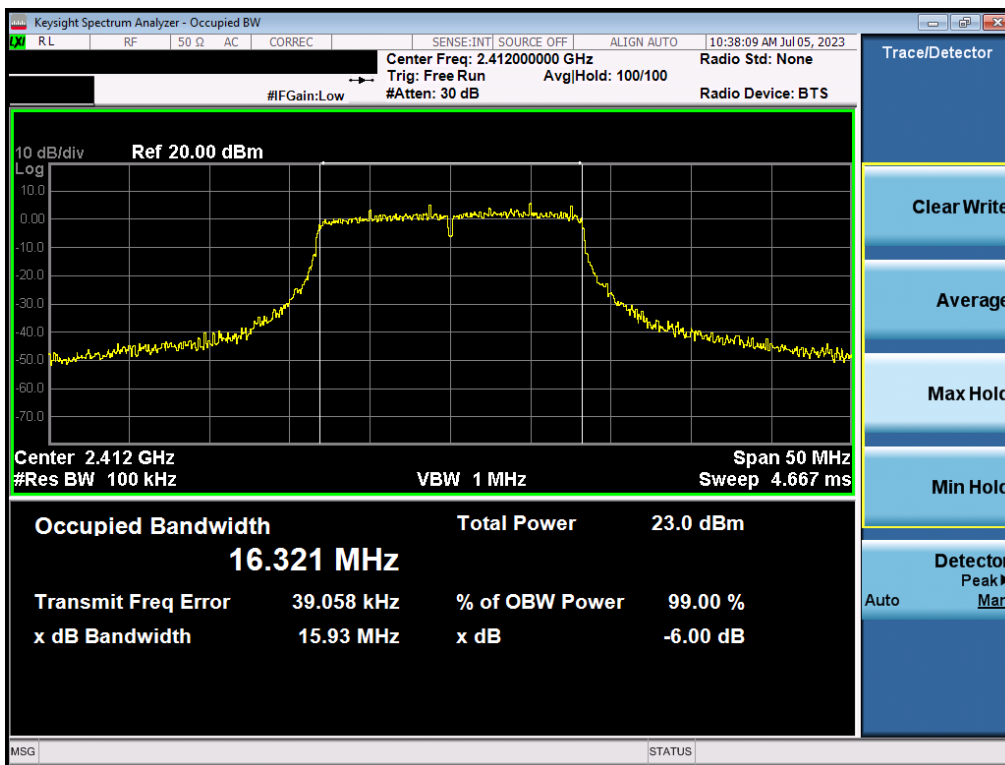 Keysight Spectrum Analyzer - Occupied BW
LXI RL RF 50 Ω AC CORREC SENSE:INT SOURCE OFF ALIGN AUTO 10:38:09 AM Jul 05, 2023
Center Freq: 2.412000000 GHz Radio Std: None
Trig: Free Run Avg|Hold: 100/100
#IFGain:Low #Atten: 30 dB Radio Device: BTS
Trace/Detector
10 dB/div Ref 20.00 dBm
Log
10.0
0.00
-10.0
-20.0
-30.0
-40.0
-50.0
-60.0
-70.0
Center 2.412 GHz Span 50 MHz
#Res BW 100 kHz VBW 1 MHz Sweep 4.667 ms
Occupied Bandwidth Total Power 23.0 dBm
16.321 MHz
Transmit Freq Error 39.058 kHz % of OBW Power 99.00 %
x dB Bandwidth 15.93 MHz x dB -6.00 dB
Clear Write
Average
Max Hold
Min Hold
Detector
Peak
Auto Man
MSG STATUS